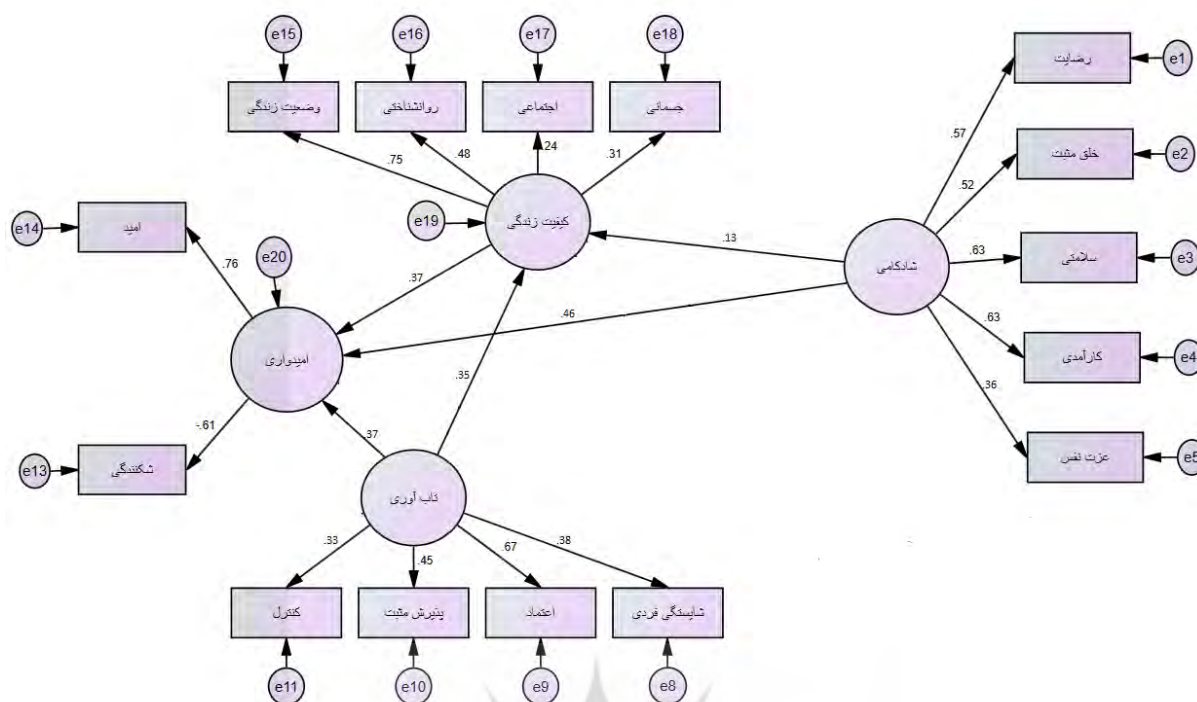 e15
e16
e17
e18
وضعیت زندگی
روانشناختی
اجتماعی
جسمانی
.75
.48
.24
.31
e1
رضایت
.57
e2
خلق مثبت
.52
e14
امید
.76
e20
e19
کیفیت زندگی
.13
شادکامی
.63
سلامتی
e3
.37
.46
امیدواری
.63
کارآمدی
e4
.35
.36
-.61
.37
e13
شکنندگی
عزت نفس
e5
تاب آوری
.33
.45
.67
.38
کنترل
پذیرش مثبت
اعتماد
شایستگی فردی
e11
e10
e9
e8